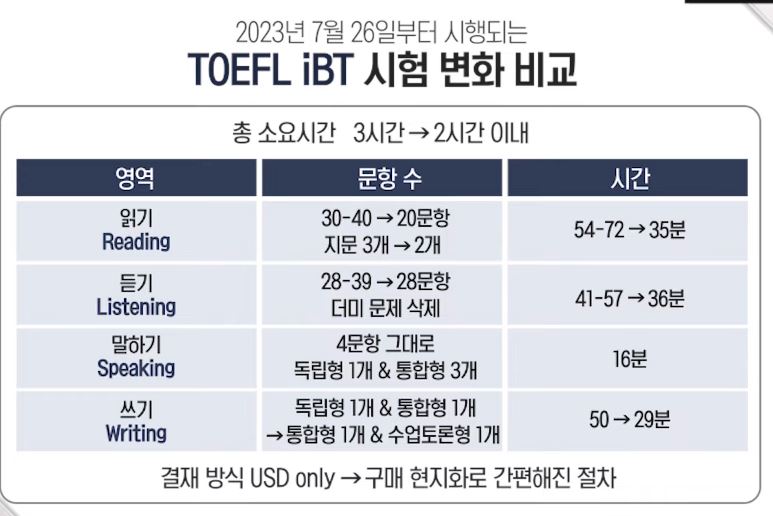 2023년 7월 26일부터 시행되는
TOEFL iBT 시험 변화 비교
총 소요시간 3시간→2시간 이내
영역 문항 수 시간
읽기
Reading
30-40→20문항
지문 3개→2개
54-72→35분
듣기
Listening
28-39→28문항
더미 문제 삭제
41-57→36분
말하기
Speaking
4문항 그대로
독립형 1개 & 통합형 3개
16분
쓰기
Writing
독립형 1개 & 통합형 1개
→통합형 1개 & 수업토론형 1개
50→29분
결재 방식 USD only→구매 현지화로 간편해진 절차